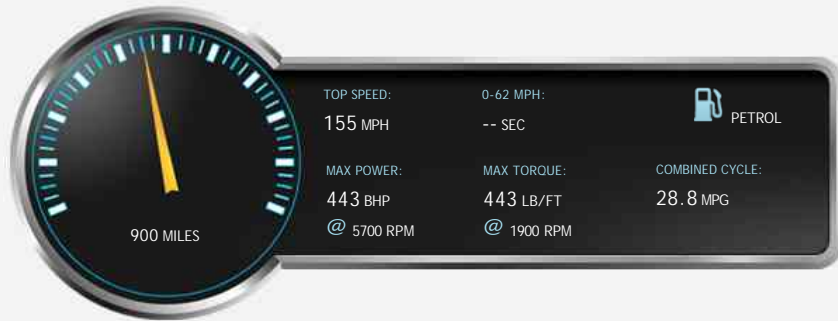 TOP SPEED:
155 MPH
0-62 MPH:
-- SEC
PETROL
MAX POWER:
443 BHP
@ 5700 RPM
MAX TORQUE:
443 LB/FT
@ 1900 RPM
COMBINED CYCLE:
28.8 MPG
900 MILES